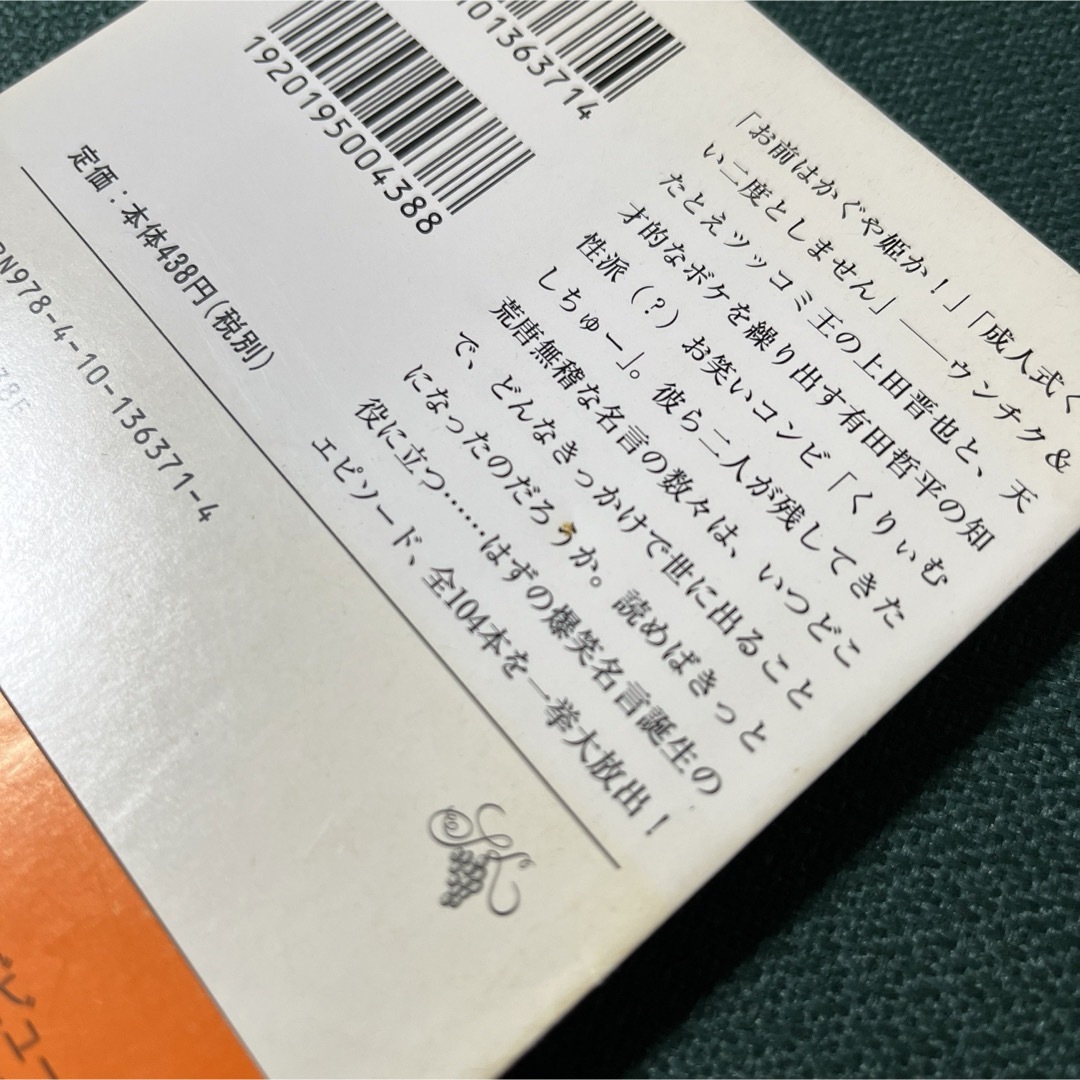 01363714
1920195004388
「お前はかぐや姫か！」「成人式く
い二度としません」――ウンチク＆
たとえツッコミ王の上田晋也と、天
才的なボケを繰り出す有田哲平の知
性派（？）お笑いコンビ「くりぃむ
しちゅー」。彼ら二人が残してきた
荒唐無稽な名言の数々は、いつどこ
で、どんなきっかけで世に出ること
になったのだろうか。読めばきっと
役に立つ……はずの爆笑名言誕生の
エピソード、全104本を一挙大放出！
定価：本体438円（税別）
BN978-4-10-136371-4